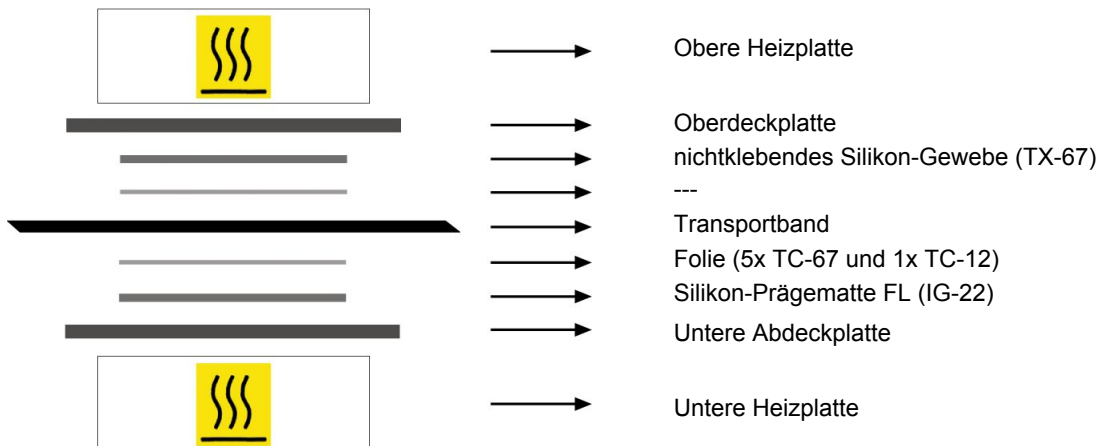 Obere Heizplatte
Oberdeckplatte
nichtklebendes Silikon-Gewebe (TX-67)
---
Transportband
Folie (5x TC-67 und 1x TC-12)
Silikon-Prägematte FL (IG-22)
Untere Abdeckplatte
Untere Heizplatte